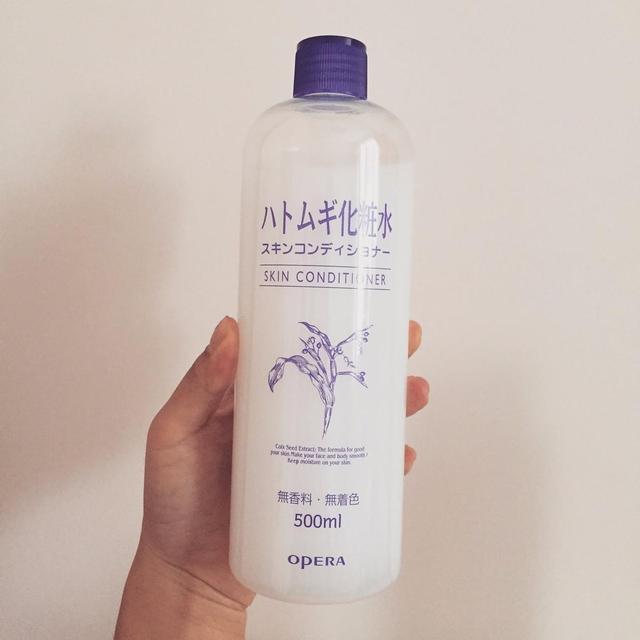 ハトムギ化粧水
スキンコンディショナー
SKIN CONDITIONER
Coix Seed Extract: The formula for good
your skin. Make your face and body smooth!
Keep moisture on your skin.
無香料・無着色
500ml
OPERA